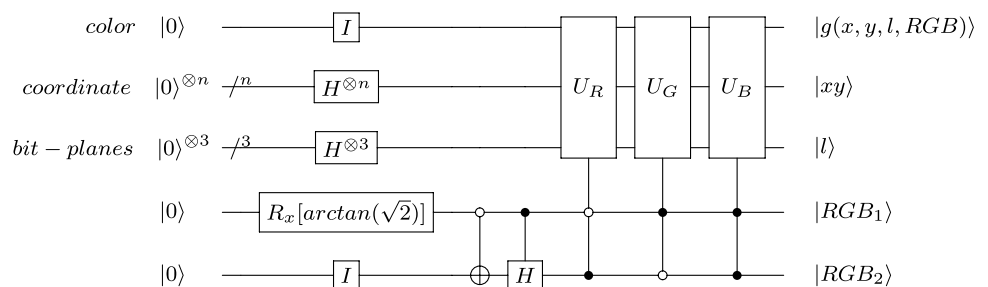 color |0⟩ I |g(x, y, l, RGB)⟩
coordinate |0⟩⊗n /n H⊗n U_R U_G U_B |xy⟩
bit − planes |0⟩⊗3 /3 H⊗3 |l⟩
|0⟩ R_x[arctan(√2)] |RGB_1⟩
|0⟩ I H |RGB_2⟩